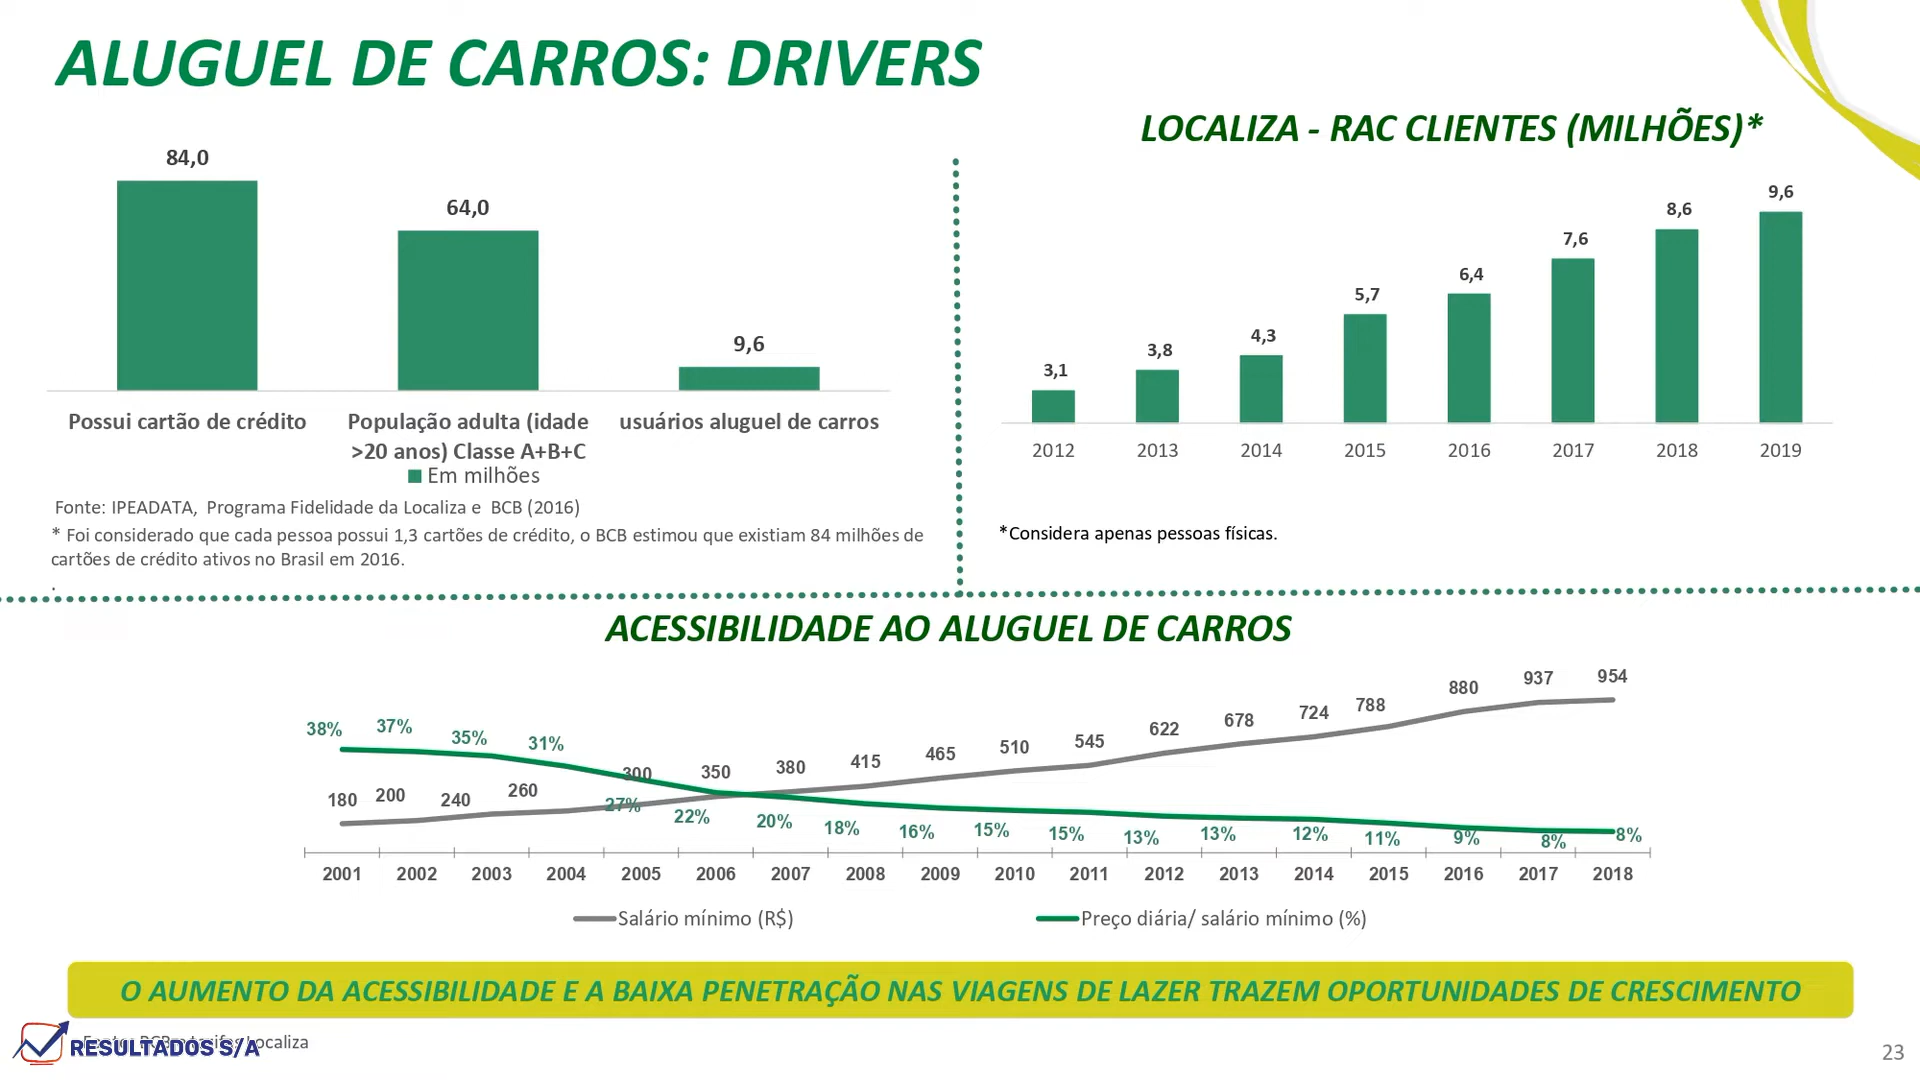 ALUGUEL DE CARROS: DRIVERS
84,0
64,0
9,6
Possui cartão de crédito
População adulta (idade
>20 anos) Classe A+B+C
usuários aluguel de carros
Em milhões
Fonte: IPEADATA, Programa Fidelidade da Localiza e BCB (2016)
* Foi considerado que cada pessoa possui 1,3 cartões de crédito, o BCB estimou que existiam 84 milhões de
cartões de crédito ativos no Brasil em 2016.
.
LOCALIZA - RAC CLIENTES (MILHÕES)*
3,1 3,8 4,3 5,7 6,4 7,6 8,6 9,6
2012 2013 2014 2015 2016 2017 2018 2019
*Considera apenas pessoas físicas.
ACESSIBILIDADE AO ALUGUEL DE CARROS
38% 37% 35% 31% 27% 22% 20% 18% 16% 15% 15% 13% 13% 12% 11% 9% 8% 8%
180 200 240 260 300 350 380 415 465 510 545 622 678 724 788 880 937 954
2001 2002 2003 2004 2005 2006 2007 2008 2009 2010 2011 2012 2013 2014 2015 2016 2017 2018
Salário mínimo (R$)
Preço diária/ salário mínimo (%)
O AUMENTO DA ACESSIBILIDADE E A BAIXA PENETRAÇÃO NAS VIAGENS DE LAZER TRAZEM OPORTUNIDADES DE CRESCIMENTO
Localiza
RESULTADOS S/A
23